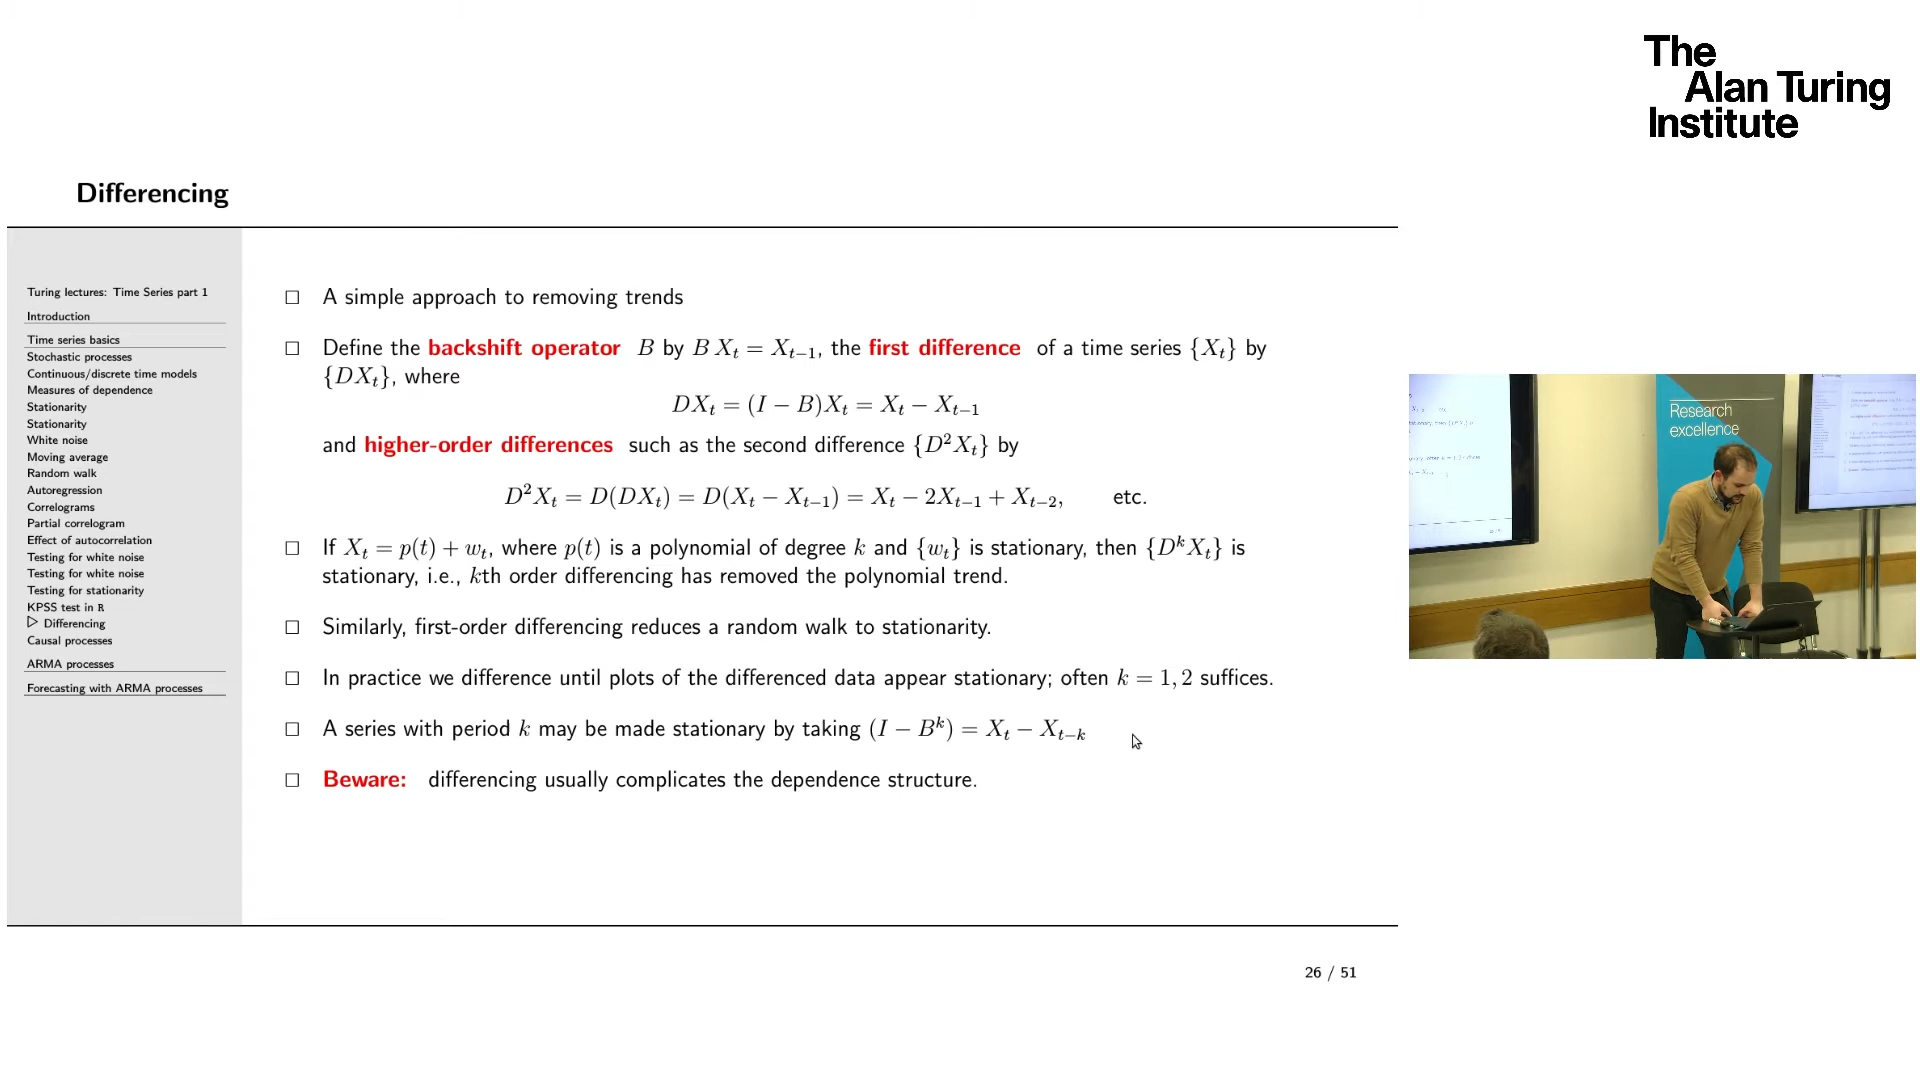 The
Alan Turing
Institute
Differencing
Turing lectures: Time Series part 1
Introduction
Time series basics
Stochastic processes
Continuous/discrete time models
Measures of dependence
Stationarity
Stationarity
White noise
Moving average
Random walk
Autoregression
Correlograms
Partial correlogram
Effect of autocorrelation
Testing for white noise
Testing for white noise
Testing for stationarity
KPSS test in R
▷ Differencing
Causal processes
ARMA processes
Forecasting with ARMA processes
□ A simple approach to removing trends
□ Define the backshift operator B by B X_t = X_{t−1}, the first difference of a time series {X_t} by
{DX_t}, where
DX_t = (I − B)X_t = X_t − X_{t−1}
and higher-order differences such as the second difference {D²X_t} by
D²X_t = D(DX_t) = D(X_t − X_{t−1}) = X_t − 2X_{t−1} + X_{t−2}, etc.
□ If X_t = p(t) + w_t, where p(t) is a polynomial of degree k and {w_t} is stationary, then {D^k X_t} is
stationary, i.e., kth order differencing has removed the polynomial trend.
□ Similarly, first-order differencing reduces a random walk to stationarity.
□ In practice we difference until plots of the differenced data appear stationary; often k = 1, 2 suffices.
□ A series with period k may be made stationary by taking (I − B^k) = X_t − X_{t−k}
□ Beware: differencing usually complicates the dependence structure.
26 / 51
Research
excellence